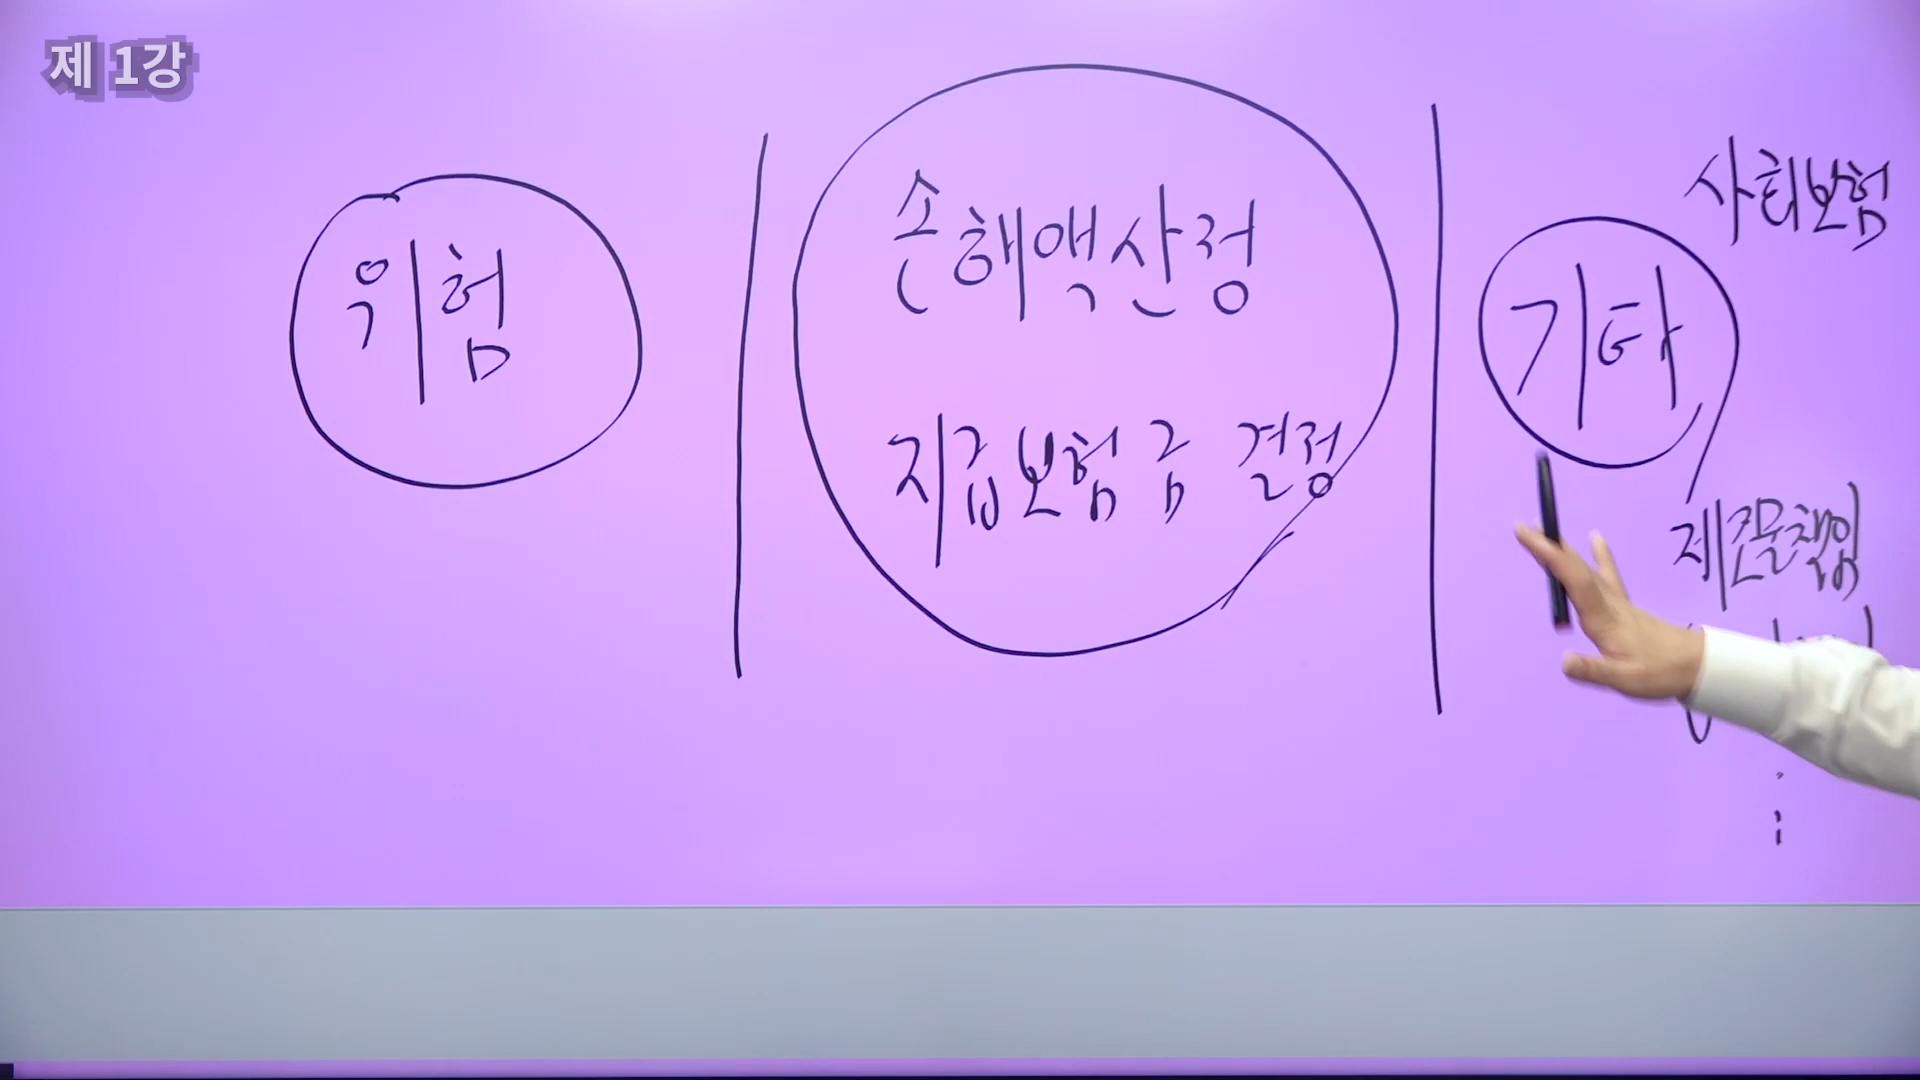 제 1강
위험
손해액산정
지급보험금 결정
기타
사회보험
제조물책임